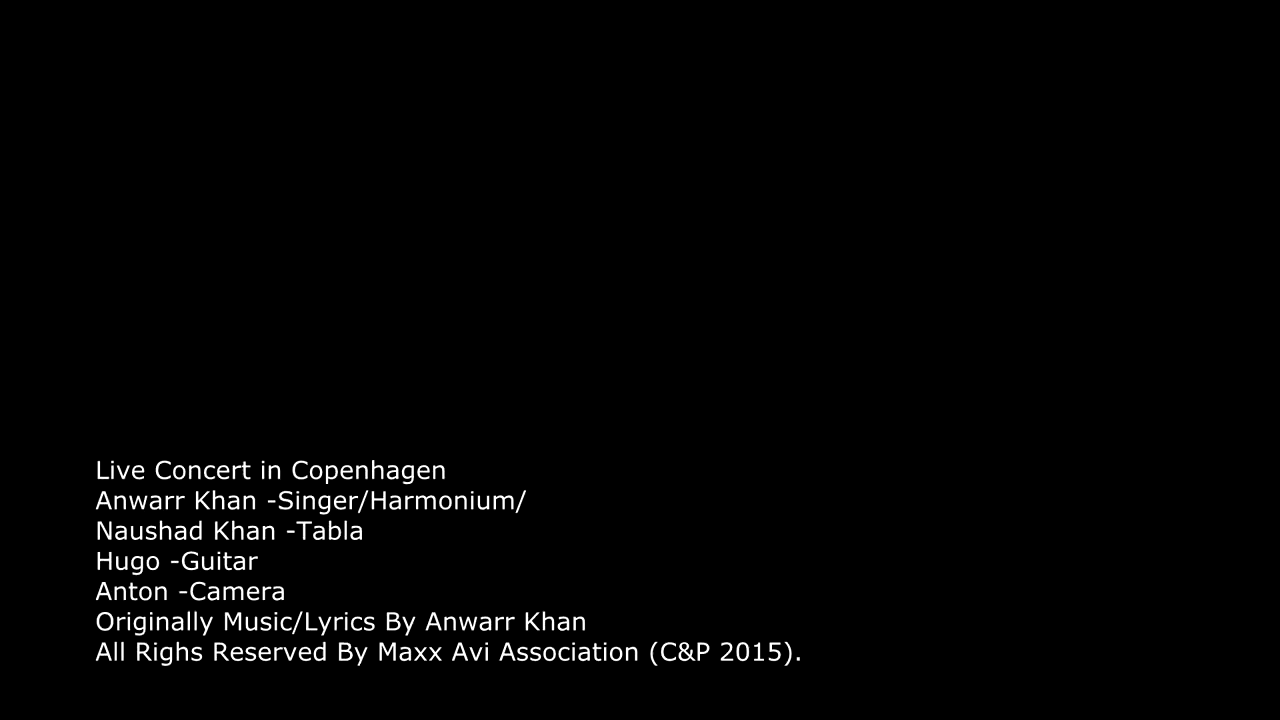 Live Concert in Copenhagen
Anwarr Khan -Singer/Harmonium/
Naushad Khan -Tabla
Hugo -Guitar
Anton -Camera
Originally Music/Lyrics By Anwarr Khan
All Righs Reserved By Maxx Avi Association (C&P 2015).